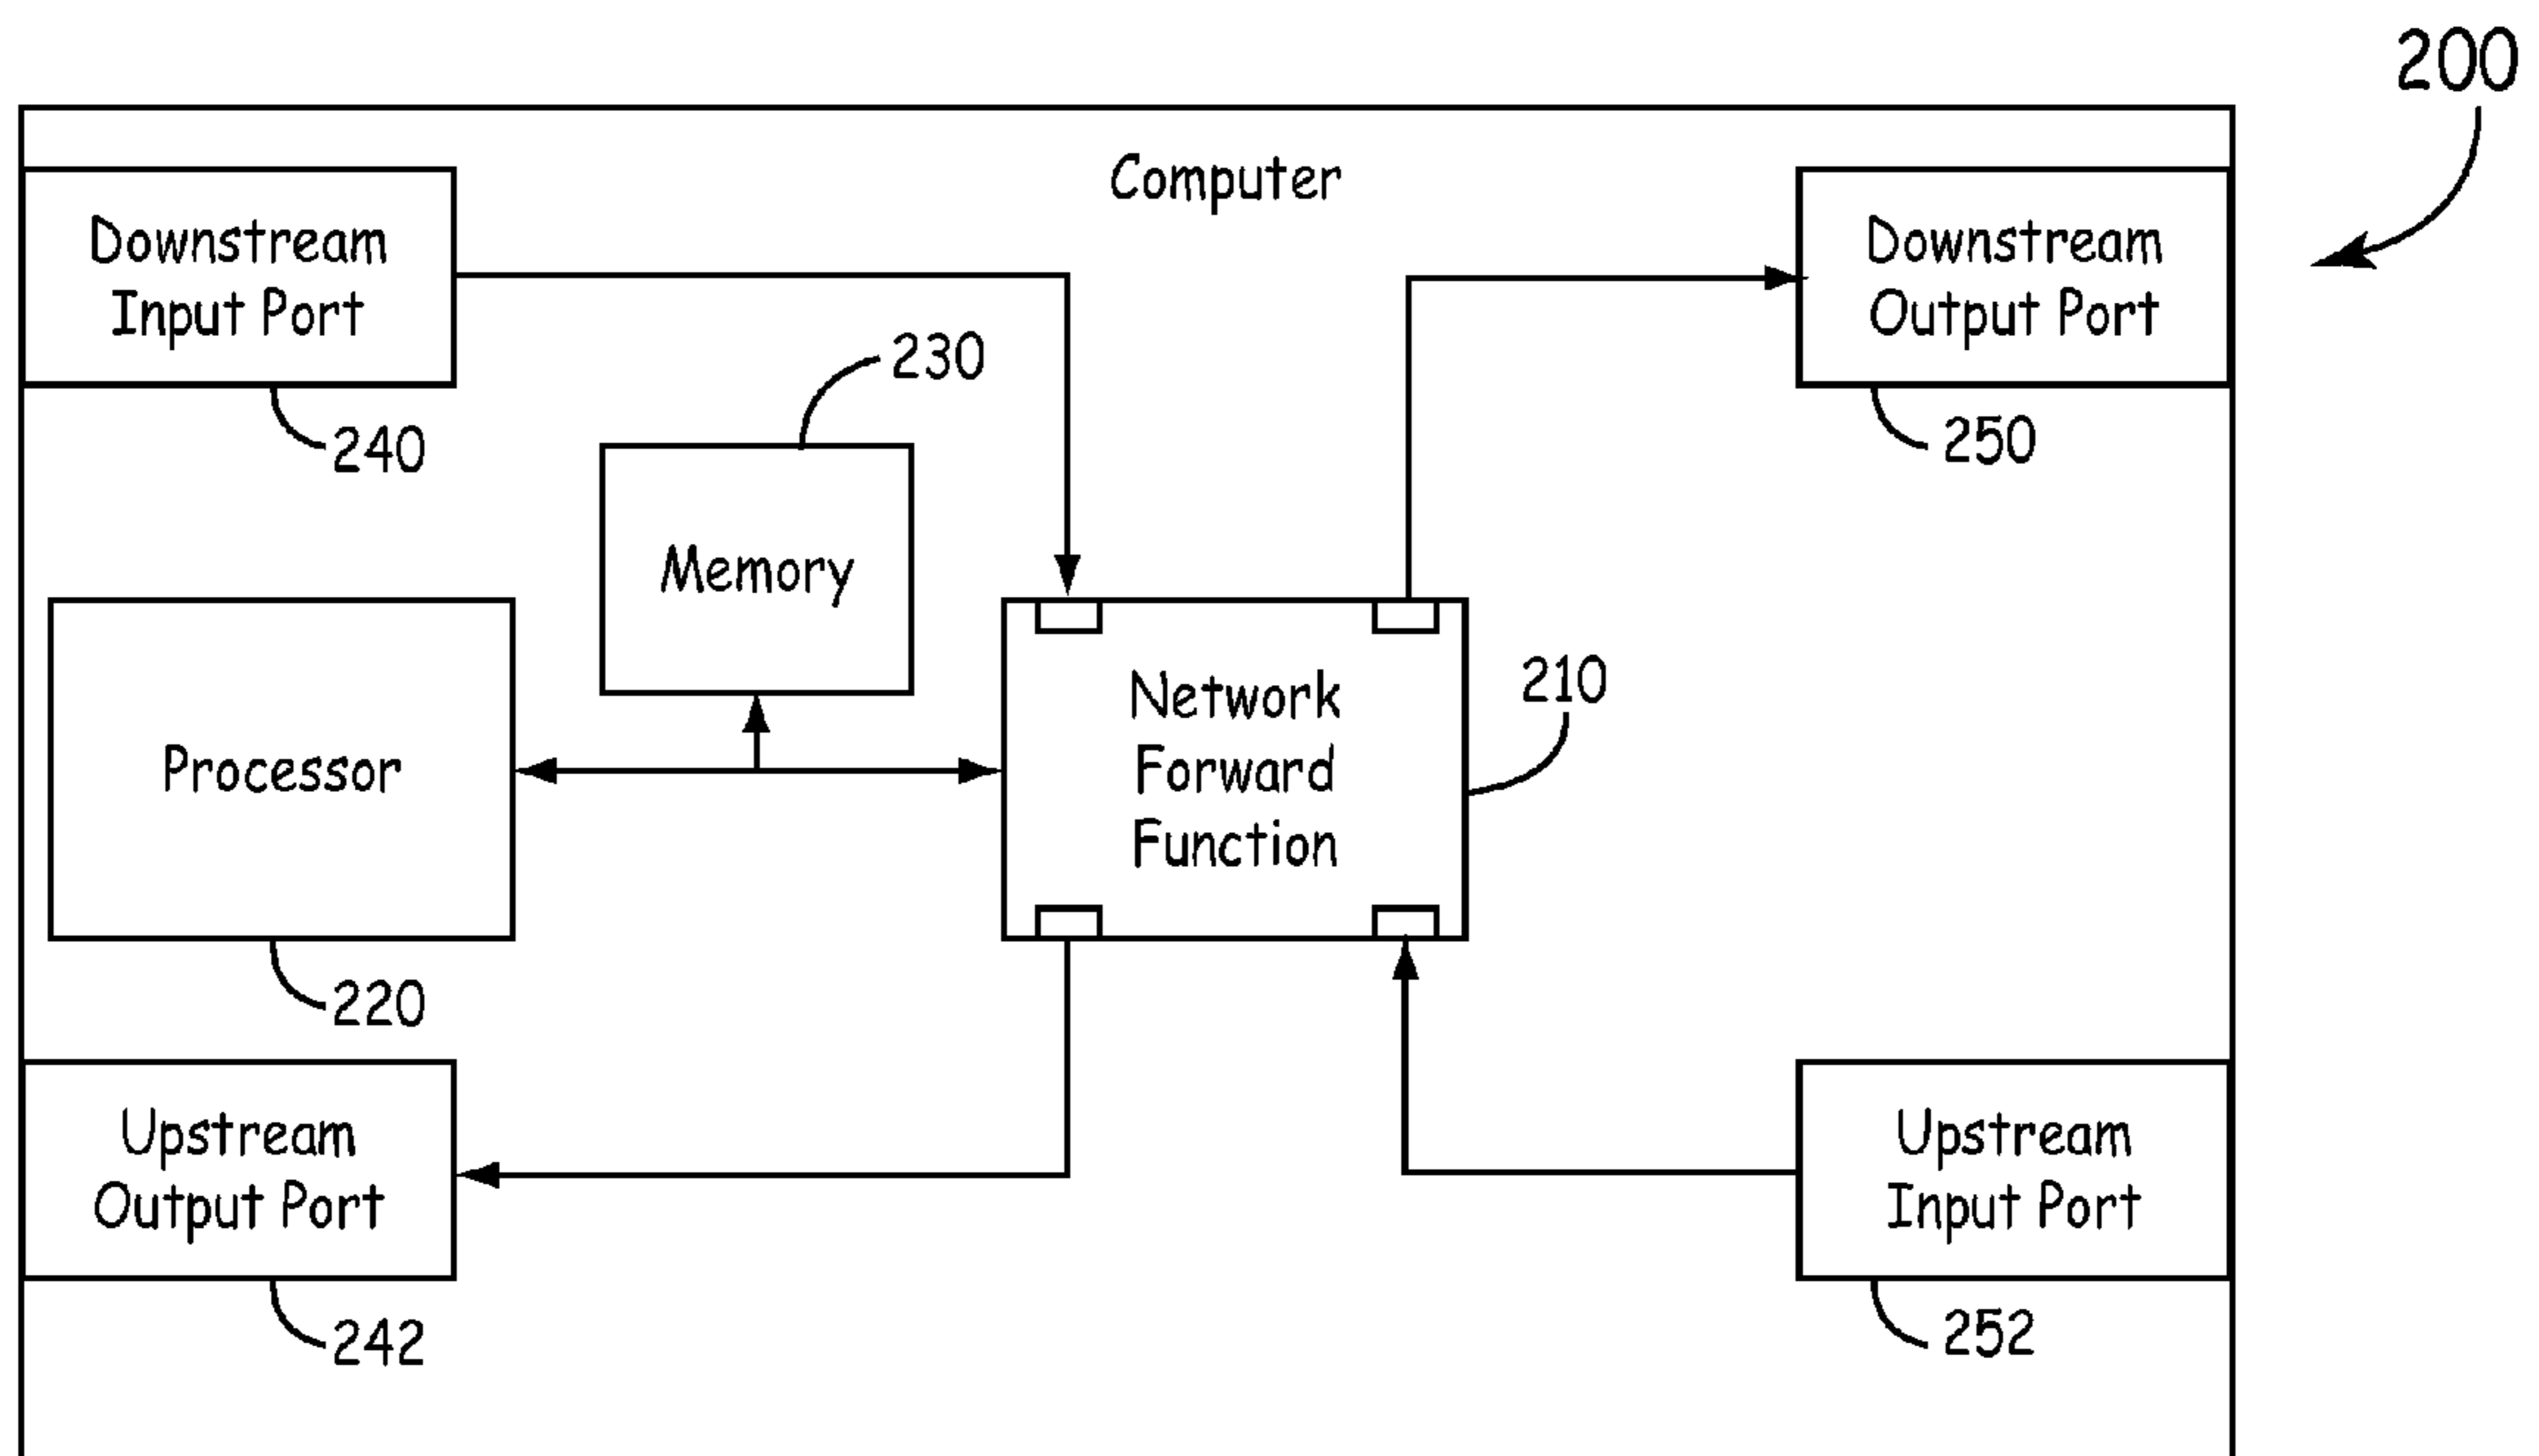 200
Computer
Downstream
Input Port
240
Downstream
Output Port
250
230
Memory
Processor
220
Network
Forward
Function
210
Upstream
Output Port
242
Upstream
Input Port
252